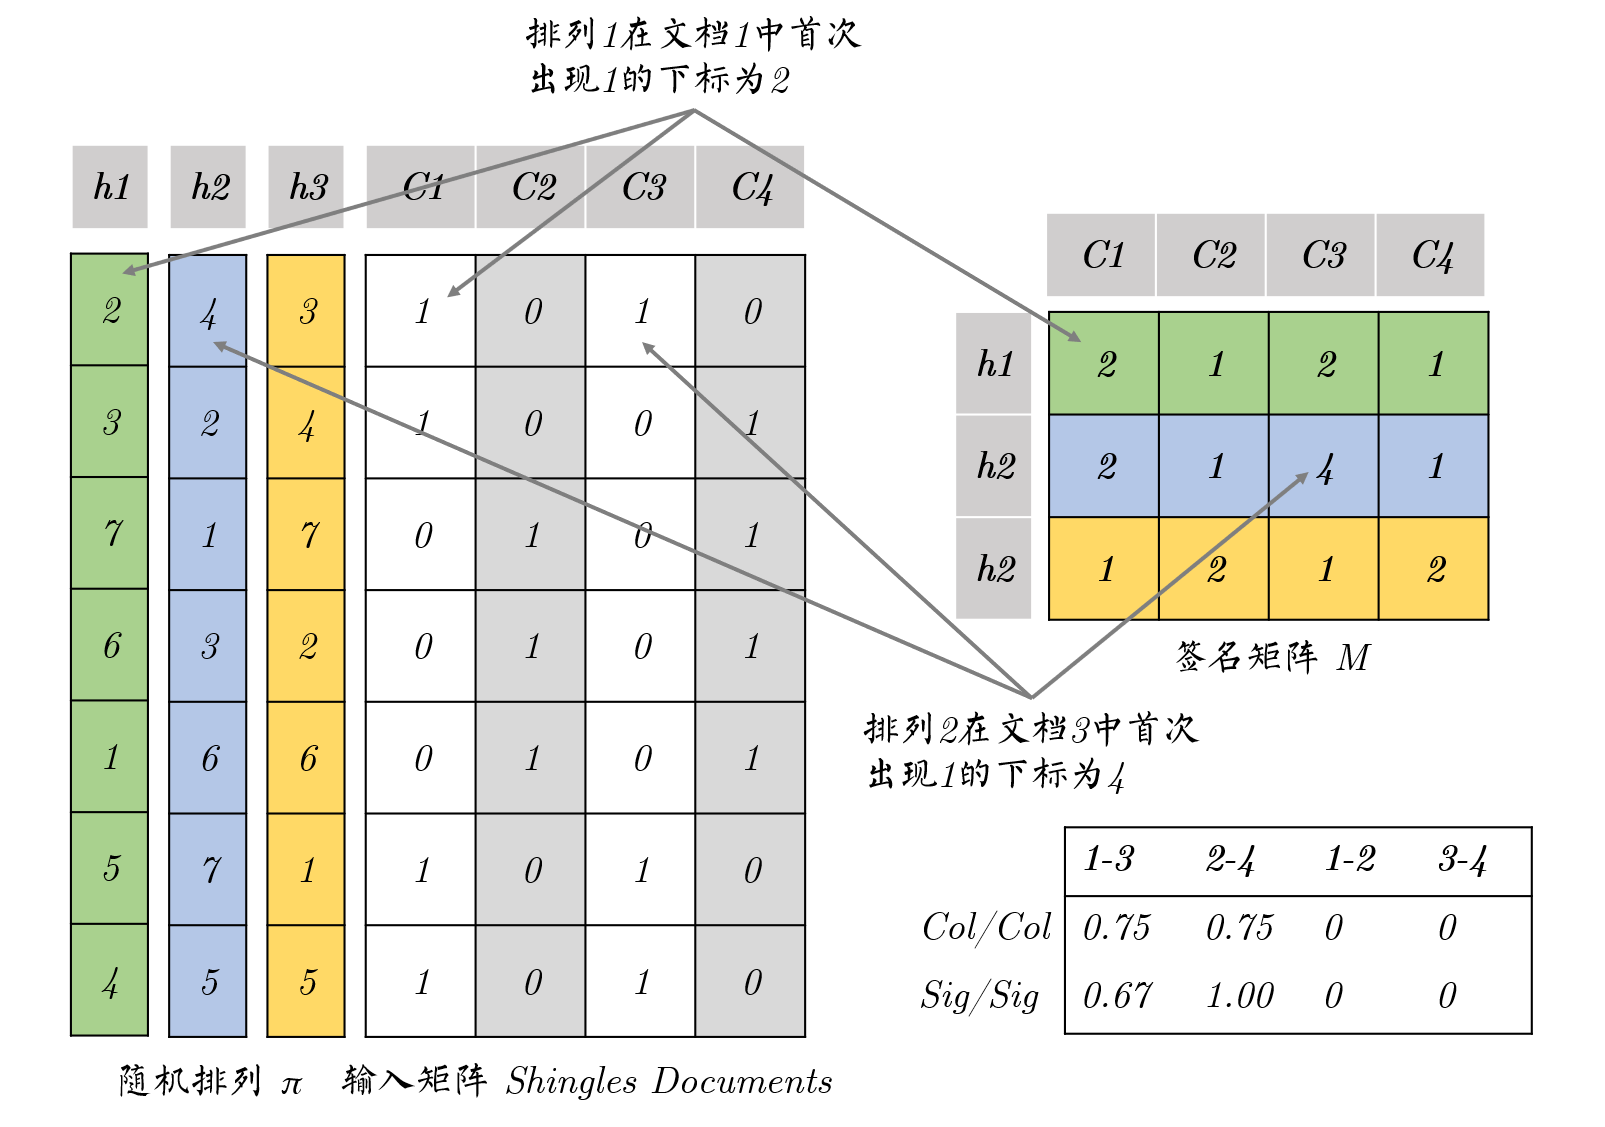 排列1在文档1中首次
出现1的下标为2
h1 h2 h3 C1 C2 C3 C4
2 4 3 1 0 1 0
3 2 4 1 0 0 1
7 1 7 0 1 0 1
6 3 2 0 1 0 1
1 6 6 0 1 0 1
5 7 1 1 0 1 0
4 5 5 1 0 1 0
随机排列 π 输入矩阵 Shingles Documents
C1 C2 C3 C4
h1 2 1 2 1
h2 2 1 4 1
h2 1 2 1 2
签名矩阵 M
排列2在文档3中首次
出现1的下标为4
1-3 2-4 1-2 3-4
Col/Col 0.75 0.75 0 0
Sig/Sig 0.67 1.00 0 0